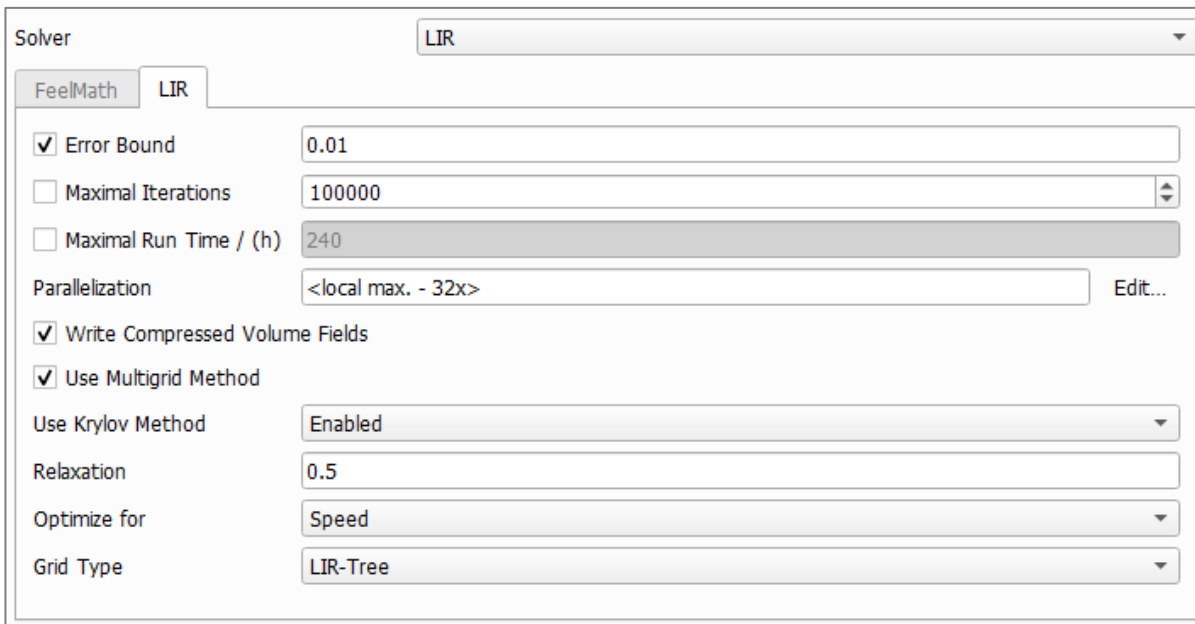 Solver LIR
FeelMath LIR
Error Bound 0.01
Maximal Iterations 100000
Maximal Run Time / (h) 240
Parallelization <local max. - 32x> Edit...
Write Compressed Volume Fields
Use Multigrid Method
Use Krylov Method Enabled
Relaxation 0.5
Optimize for Speed
Grid Type LIR-Tree